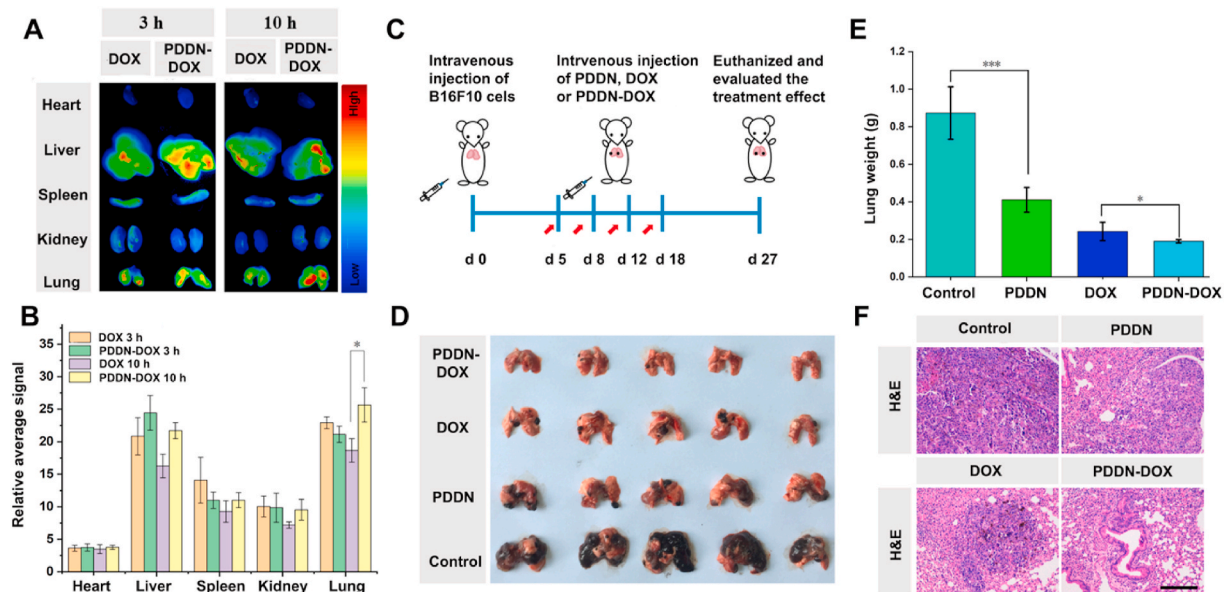 A
3 h
10 h
DOX
PDDN-
DOX
DOX
PDDN-
DOX
Heart
Liver
Spleen
Kidney
Lung
High
Low
B
Relative average signal
35
30
25
20
15
10
5
0
DOX 3 h
PDDN-DOX 3 h
DOX 10 h
PDDN-DOX 10 h
*
Heart
Liver
Spleen
Kidney
Lung
C
Intravenous
injection of
B16F10 cels
Intrvenous injection
of PDDN, DOX
or PDDN-DOX
Euthanized and
evaluated the
treatment effect
d 0
d 5
d 8
d 12
d 18
d 27
D
PDDN-
DOX
DOX
PDDN
Control
E
Lung weight (g)
1.2
1.0
0.8
0.6
0.4
0.2
0.0
***
*
Control
PDDN
DOX
PDDN-DOX
F
Control
PDDN
H&E
DOX
PDDN-DOX
H&E